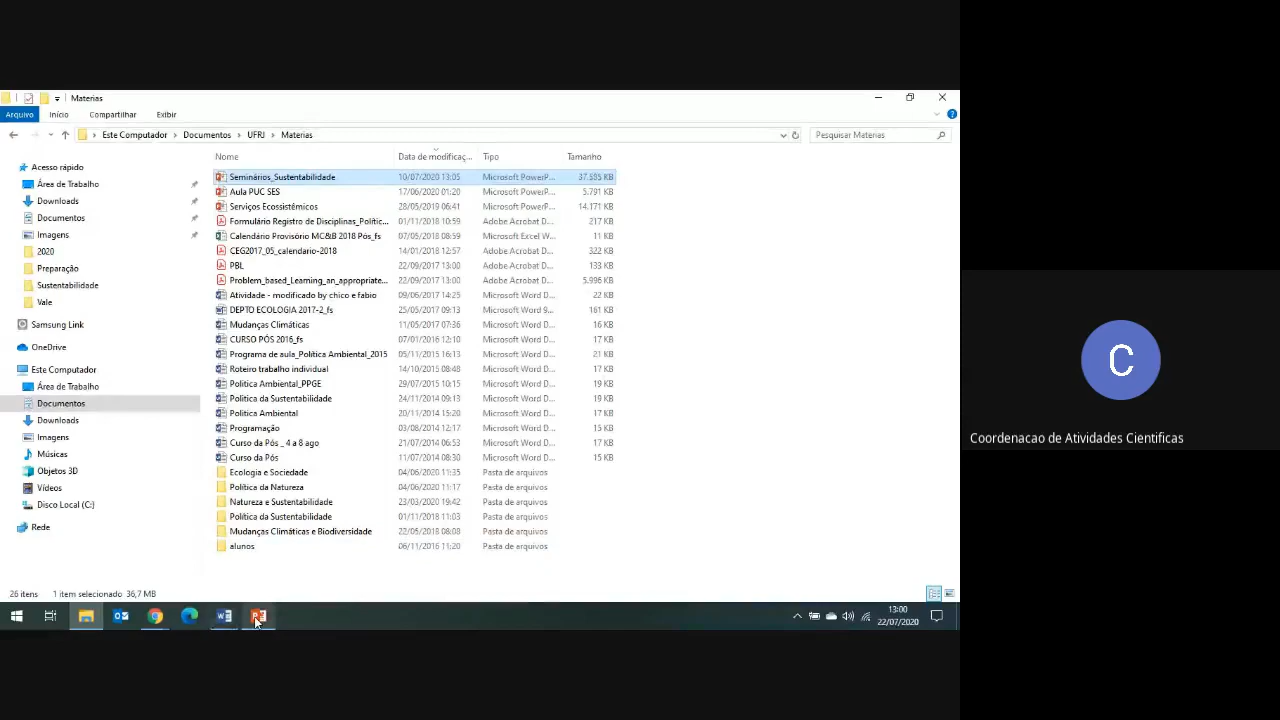 Materias
Arquivo Início Compartilhar Exibir
Este Computador > Documentos > UFRJ > Materias
Pesquisar Materias
Nome Data de modificaç... Tipo Tamanho
Acesso rápido
Área de Trabalho
Downloads
Documentos
Imagens
2020
Preparação
Sustentabilidade
Vale
Samsung Link
OneDrive
Este Computador
Área de Trabalho
Documentos
Downloads
Imagens
Músicas
Objetos 3D
Vídeos
Disco Local (C:)
Rede
Seminários_Sustentabilidade 10/07/2020 13:05 Microsoft PowerP... 37.595 KB
Aula PUC SES 17/06/2020 01:20 Microsoft PowerP... 5.791 KB
Serviços Ecossistêmicos 28/05/2019 06:41 Microsoft PowerP... 14.171 KB
Formulário Registro de Disciplinas_Polític... 01/11/2018 10:59 Adobe Acrobat D... 217 KB
Calendário Provisório MC&B 2018 Pós_fs 07/05/2018 08:59 Microsoft Excel W... 11 KB
CEG2017_05_calendario-2018 14/01/2018 12:57 Adobe Acrobat D... 322 KB
PBL 22/09/2017 13:00 Adobe Acrobat D... 133 KB
Problem_based_Learning_an_appropriate... 22/09/2017 13:00 Adobe Acrobat D... 5.996 KB
Atividade - modificado by chico e fabio 09/06/2017 14:25 Microsoft Word D... 22 KB
DEPTO ECOLOGIA 2017-2_fs 25/05/2017 09:13 Microsoft Word 9... 161 KB
Mudanças Climáticas 11/05/2017 07:36 Microsoft Word D... 16 KB
CURSO PÓS 2016_fs 07/01/2016 12:10 Microsoft Word D... 17 KB
Programa de aula_Política Ambiental_2015 05/11/2015 16:13 Microsoft Word D... 21 KB
Roteiro trabalho individual 14/10/2015 08:48 Microsoft Word D... 17 KB
Politica Ambiental_PPGE 29/07/2015 10:15 Microsoft Word D... 19 KB
Politica da Sustentabilidade 24/11/2014 09:13 Microsoft Word D... 19 KB
Politica Ambiental 20/11/2014 15:20 Microsoft Word D... 17 KB
Programação 03/08/2014 12:17 Microsoft Word D... 15 KB
Curso da Pós _ 4 a 8 ago 21/07/2014 06:53 Microsoft Word D... 17 KB
Curso da Pós 11/07/2014 08:30 Microsoft Word D... 15 KB
Ecologia e Sociedade 04/06/2020 11:35 Pasta de arquivos
Política da Natureza 04/06/2020 11:17 Pasta de arquivos
Natureza e Sustentabilidade 23/03/2020 19:42 Pasta de arquivos
Política da Sustentabilidade 01/11/2018 11:03 Pasta de arquivos
Mudanças Climáticas e Biodiversidade 22/05/2018 08:08 Pasta de arquivos
alunos 06/11/2016 11:20 Pasta de arquivos
26 itens 1 item selecionado 36,7 MB
13:00
22/07/2020
C
Coordenacao de Atividades Cientificas